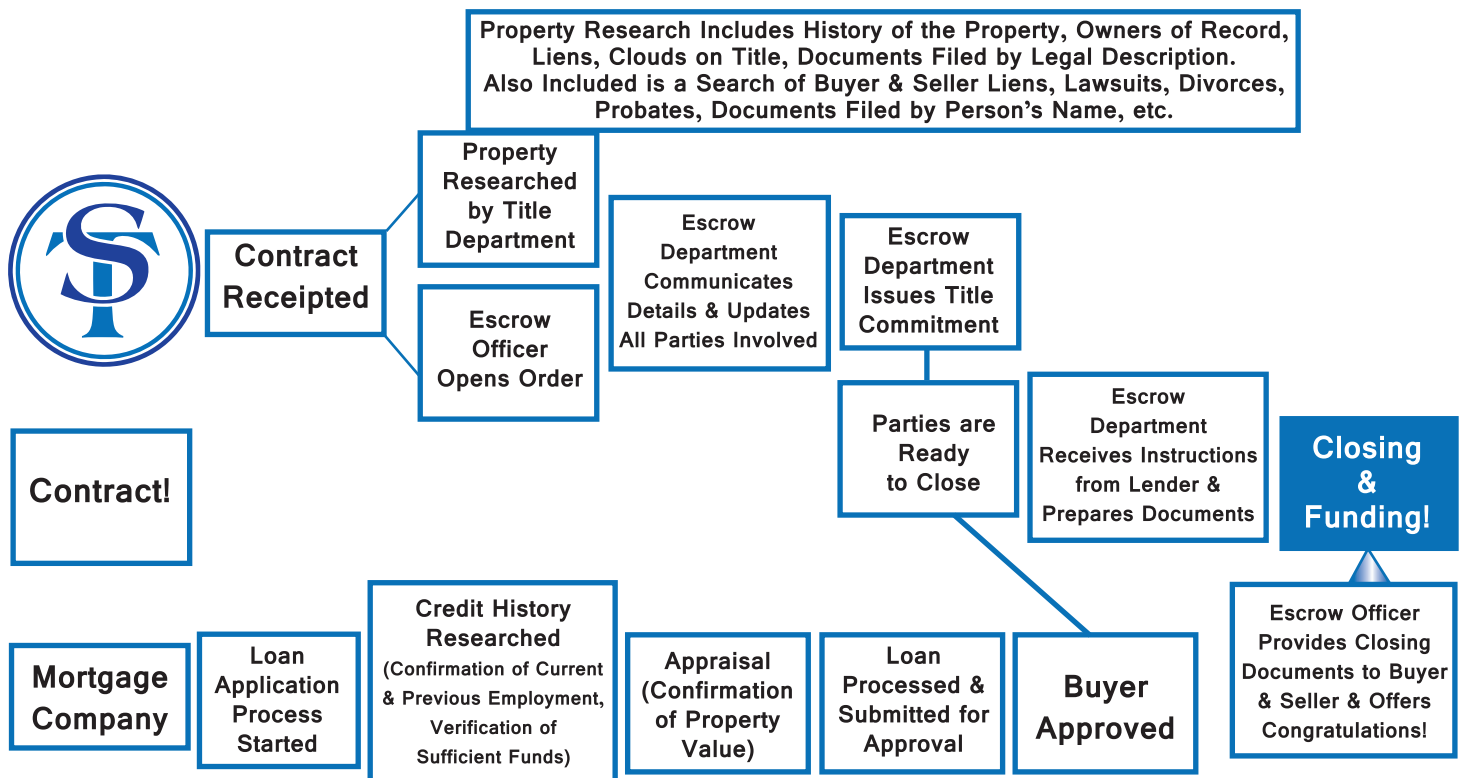 Property Research Includes History of the Property, Owners of Record,
Liens, Clouds on Title, Documents Filed by Legal Description.
Also Included is a Search of Buyer & Seller Liens, Lawsuits, Divorces,
Probates, Documents Filed by Person’s Name, etc.
ST
Contract
Receipted
Property
Researched
by Title
Department
Escrow
Officer
Opens Order
Escrow
Department
Communicates
Details & Updates
All Parties Involved
Escrow
Department
Issues Title
Commitment
Parties are
Ready
to Close
Escrow
Department
Receives Instructions
from Lender &
Prepares Documents
Closing
&
Funding!
Contract!
Mortgage
Company
Loan
Application
Process
Started
Credit History
Researched
(Confirmation of Current
& Previous Employment,
Verification of
Sufficient Funds)
Appraisal
(Confirmation
of Property
Value)
Loan
Processed &
Submitted for
Approval
Buyer
Approved
Escrow Officer
Provides Closing
Documents to Buyer
& Seller & Offers
Congratulations!